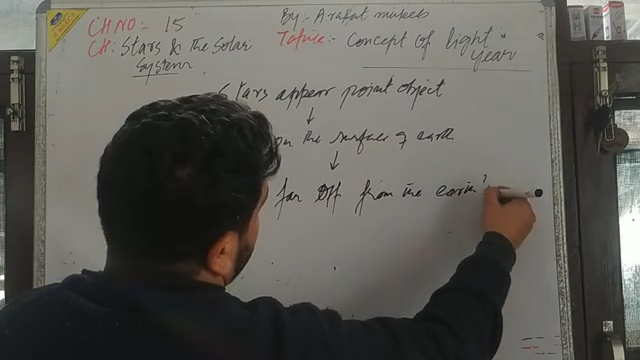 CH NO:- 15
By:- Arafat
CH: Stars & The Solar System
Topic:- Concept Of light "year
Stars appear point object
↓
on the surface of earth
↓
far off from the earth